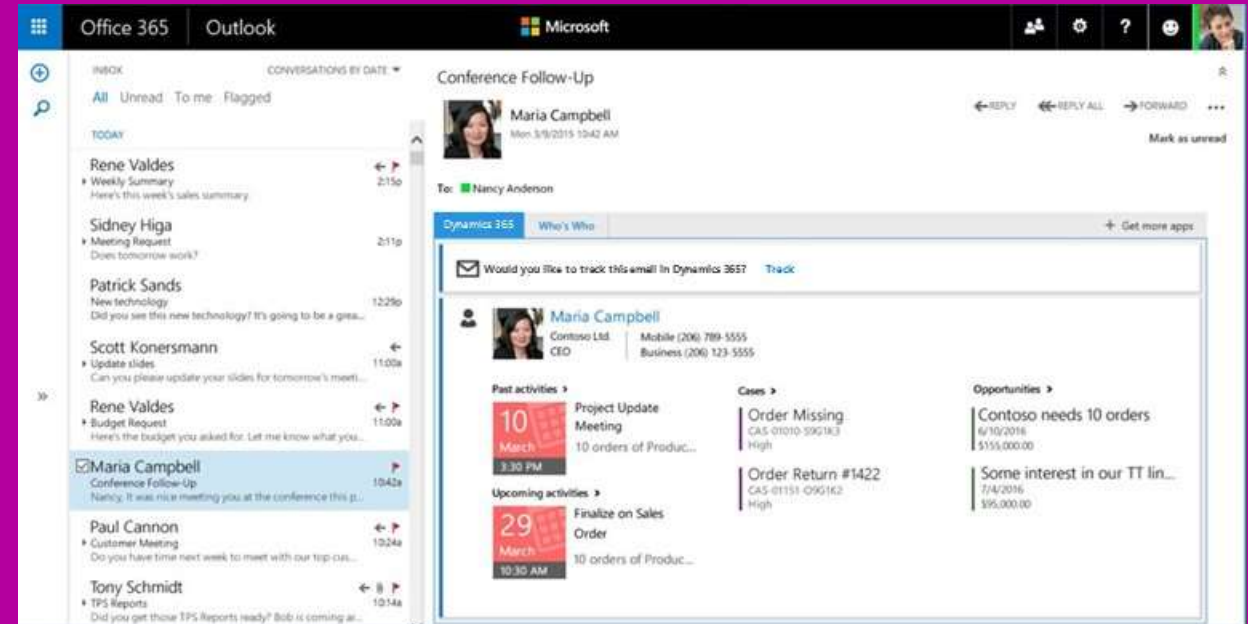 Office 365 Outlook Microsoft ?
INBOX CONVERSATIONS BY DATE
All Unread To me Flagged
TODAY
Rene Valdes
Weekly Summary 2:15p
Here's this week's sales summary.
Sidney Higa
Meeting Request 2:11p
Does tomorrow work?
Patrick Sands
New technology 12:29p
Did you see this new technology? It's going to be a grea...
Scott Konersmann
Update slides 11:00a
Can you please update your slides for tomorrow's meeti...
Rene Valdes
Budget Request 11:00a
Here's the budget you asked for. Let me know what you...
Maria Campbell
Conference Follow-Up 10:42a
Nancy, It was nice meeting you at the conference this p...
Paul Cannon
Customer Meeting 10:24a
Do you have time next week to meet with our top cus...
Tony Schmidt
TPS Reports 10:14a
Did you get those TPS Reports ready? Bob is coming ar...
Conference Follow-Up
Maria Campbell
Mon 3/9/2015 10:42 AM
REPLY REPLY ALL FORWARD ...
Mark as unread
To: Nancy Anderson
Dynamics 365 Who's Who + Get more apps
Would you like to track this email in Dynamics 365? Track
Maria Campbell
Contoso Ltd. Mobile (206) 789-5555
CEO Business (206) 123-5555
Past activities >
10
March
3:30 PM
Project Update
Meeting
10 orders of Produc...
Upcoming activities >
29
March
10:30 AM
Finalize on Sales
Order
10 orders of Produc...
Cases >
Order Missing
CAS-01010-S9G1K3
High
Order Return #1422
CAS-01151-O9G1K2
High
Opportunities >
Contoso needs 10 orders
6/10/2016
$155,000.00
Some interest in our TT lin...
7/4/2016
$95,000.00